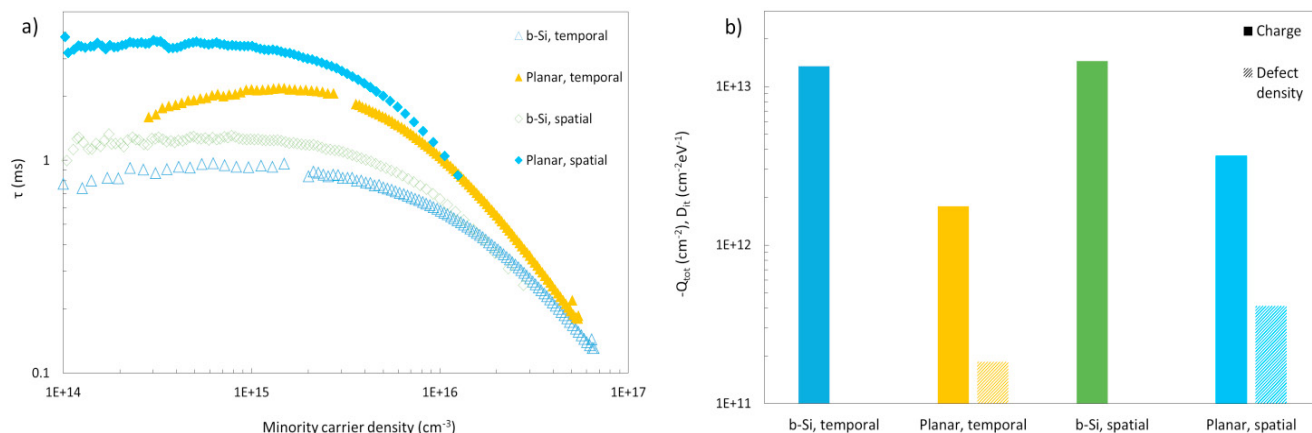 a)
b-Si, temporal
Planar, temporal
b-Si, spatial
Planar, spatial
τ (ms)
1
0.1
1E+14
1E+15
1E+16
1E+17
Minority carrier density (cm⁻³)
b)
Charge
Defect
density
-Qtot (cm⁻²), Dit (cm⁻²eV⁻¹)
1E+13
1E+12
1E+11
b-Si, temporal
Planar, temporal
b-Si, spatial
Planar, spatial